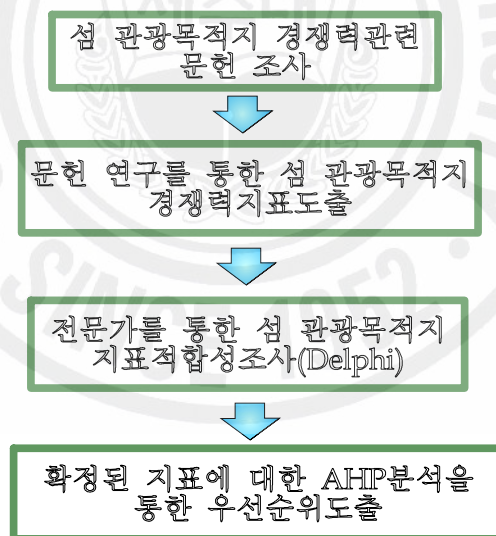 섬 관광목적지 경쟁력관련
문헌 조사
문헌 연구를 통한 섬 관광목적지
경쟁력지표도출
전문가를 통한 섬 관광목적지
지표적합성조사(Delphi)
확정된 지표에 대한 AHP분석을
통한 우선순위도출